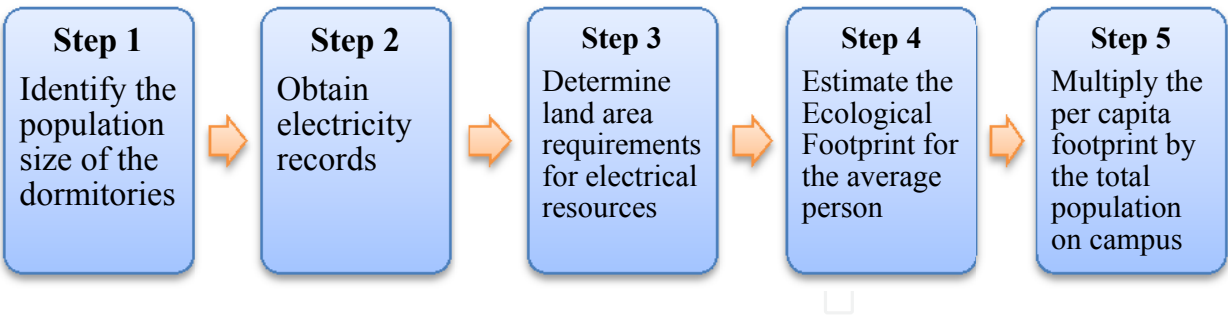 Step 1
Identify the
population
size of the
dormitories
Step 2
Obtain
electricity
records
Step 3
Determine
land area
requirements
for electrical
resources
Step 4
Estimate the
Ecological
Footprint for
the average
person
Step 5
Multiply the
per capita
footprint by
the total
population
on campus